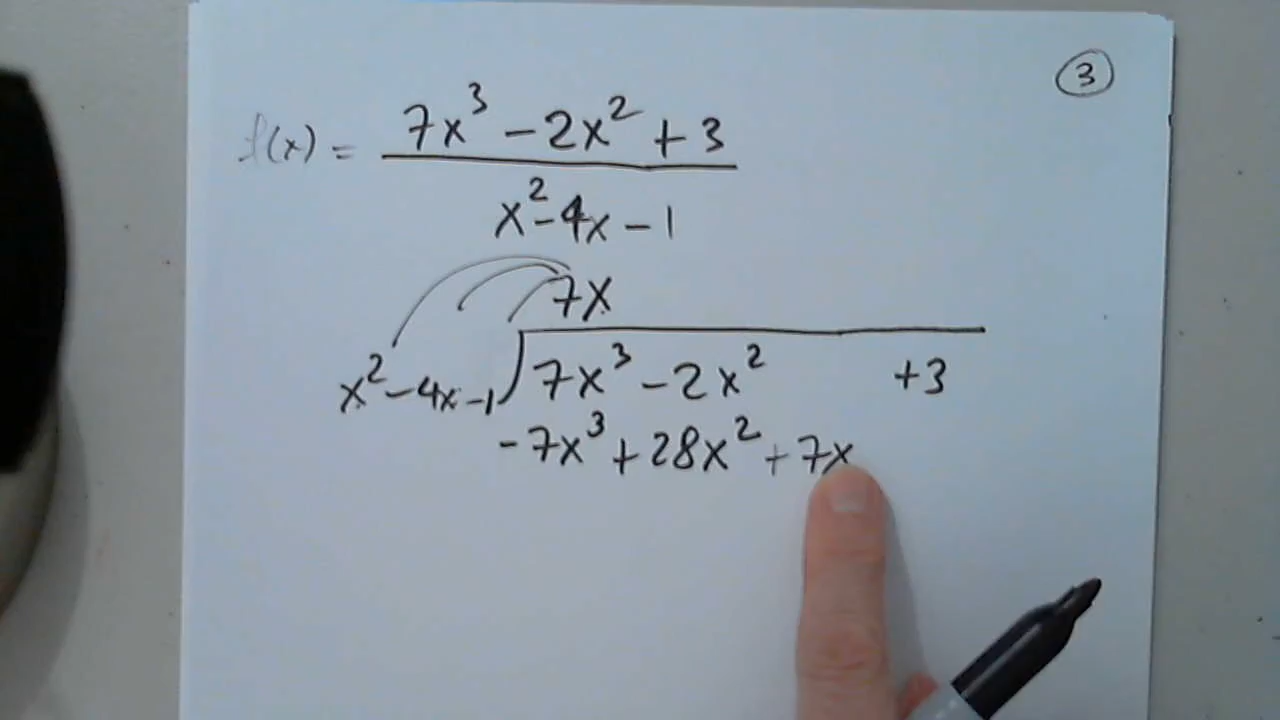 ③
f(x) = 7x³ - 2x² + 3
x² - 4x - 1
7x
x² - 4x - 1 ) 7x³ - 2x² + 3
- 7x³ + 28x² + 7x